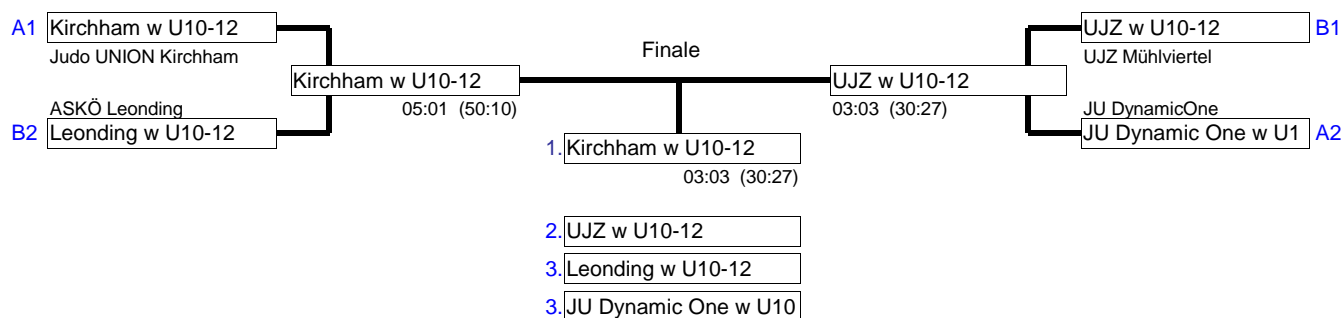 A1 Kirchham w U10-12
Judo UNION Kirchham
UJZ w U10-12 B1
UJZ Mühlviertel
Finale
Kirchham w U10-12
05:01 (50:10)
UJZ w U10-12
03:03 (30:27)
ASKÖ Leonding
B2 Leonding w U10-12
JU DynamicOne
JU Dynamic One w U1 A2
1. Kirchham w U10-12
03:03 (30:27)
2. UJZ w U10-12
3. Leonding w U10-12
3. JU Dynamic One w U10